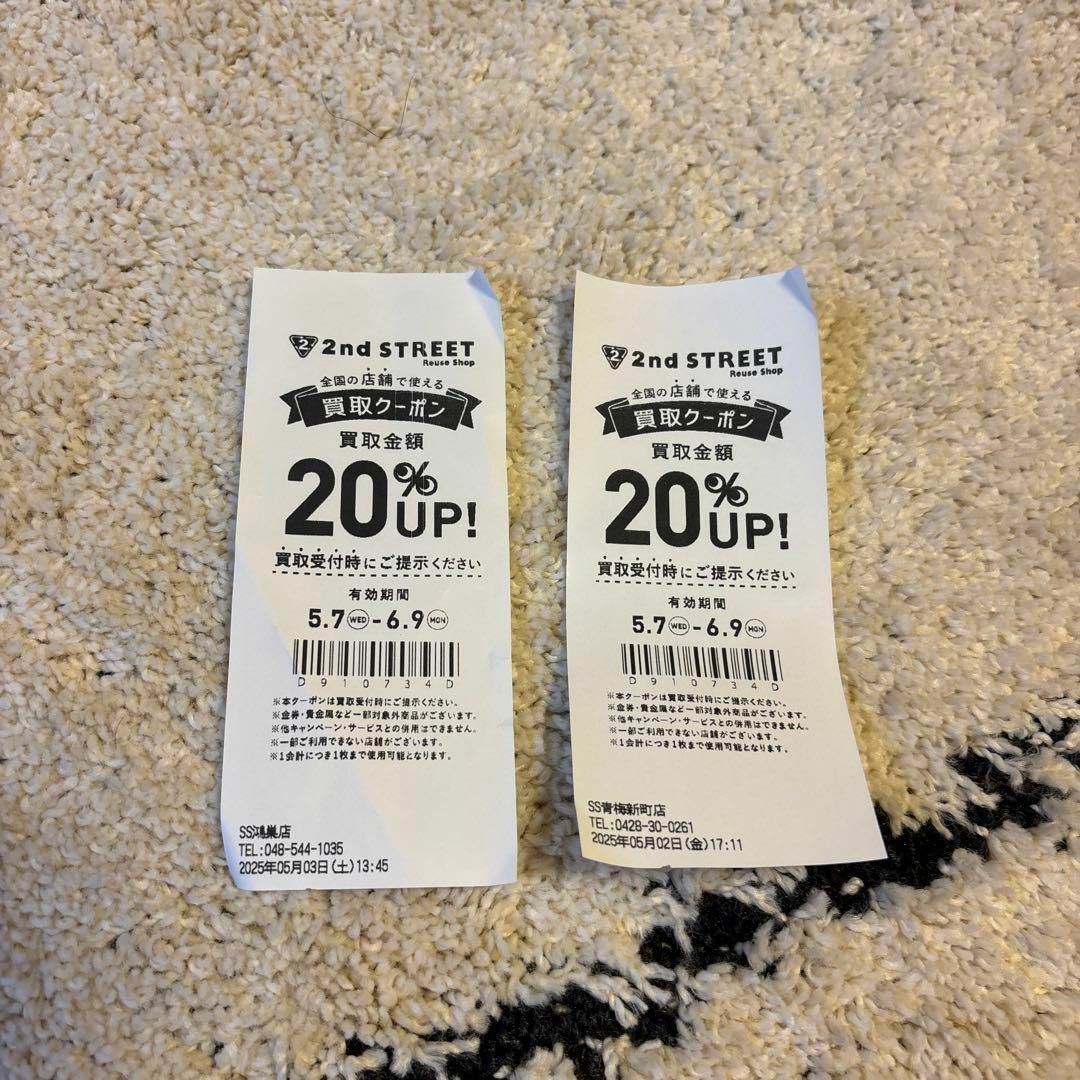 2nd STREET
Reuse Shop
全国の店舗で使える
買取クーポン
買取金額
20%UP!
買取受付時にご提示ください
有効期間
5.7 WED - 6.9 MON
D910734D
※本クーポンは買取受付時にご提示ください。
※金券・貴金属など一部対象外商品がございます。
※他キャンペーン・サービスとの併用はできません。
※一部ご利用できない店舗がございます。
※1会計につき1枚まで使用可能となります。
SS鴻巣店
TEL:048-544-1035
2025年05月03日(土)13:45
2nd STREET
Reuse Shop
全国の店舗で使える
買取クーポン
買取金額
20%UP!
買取受付時にご提示ください
有効期間
5.7 WED - 6.9 MON
D910734D
※本クーポンは買取受付時にご提示ください。
※金券・貴金属など一部対象外商品がございます。
※他キャンペーン・サービスとの併用はできません。
※一部ご利用できない店舗がございます。
※1会計につき1枚まで使用可能となります。
SS青梅新町店
TEL:0428-30-0261
2025年05月02日(金)17:11